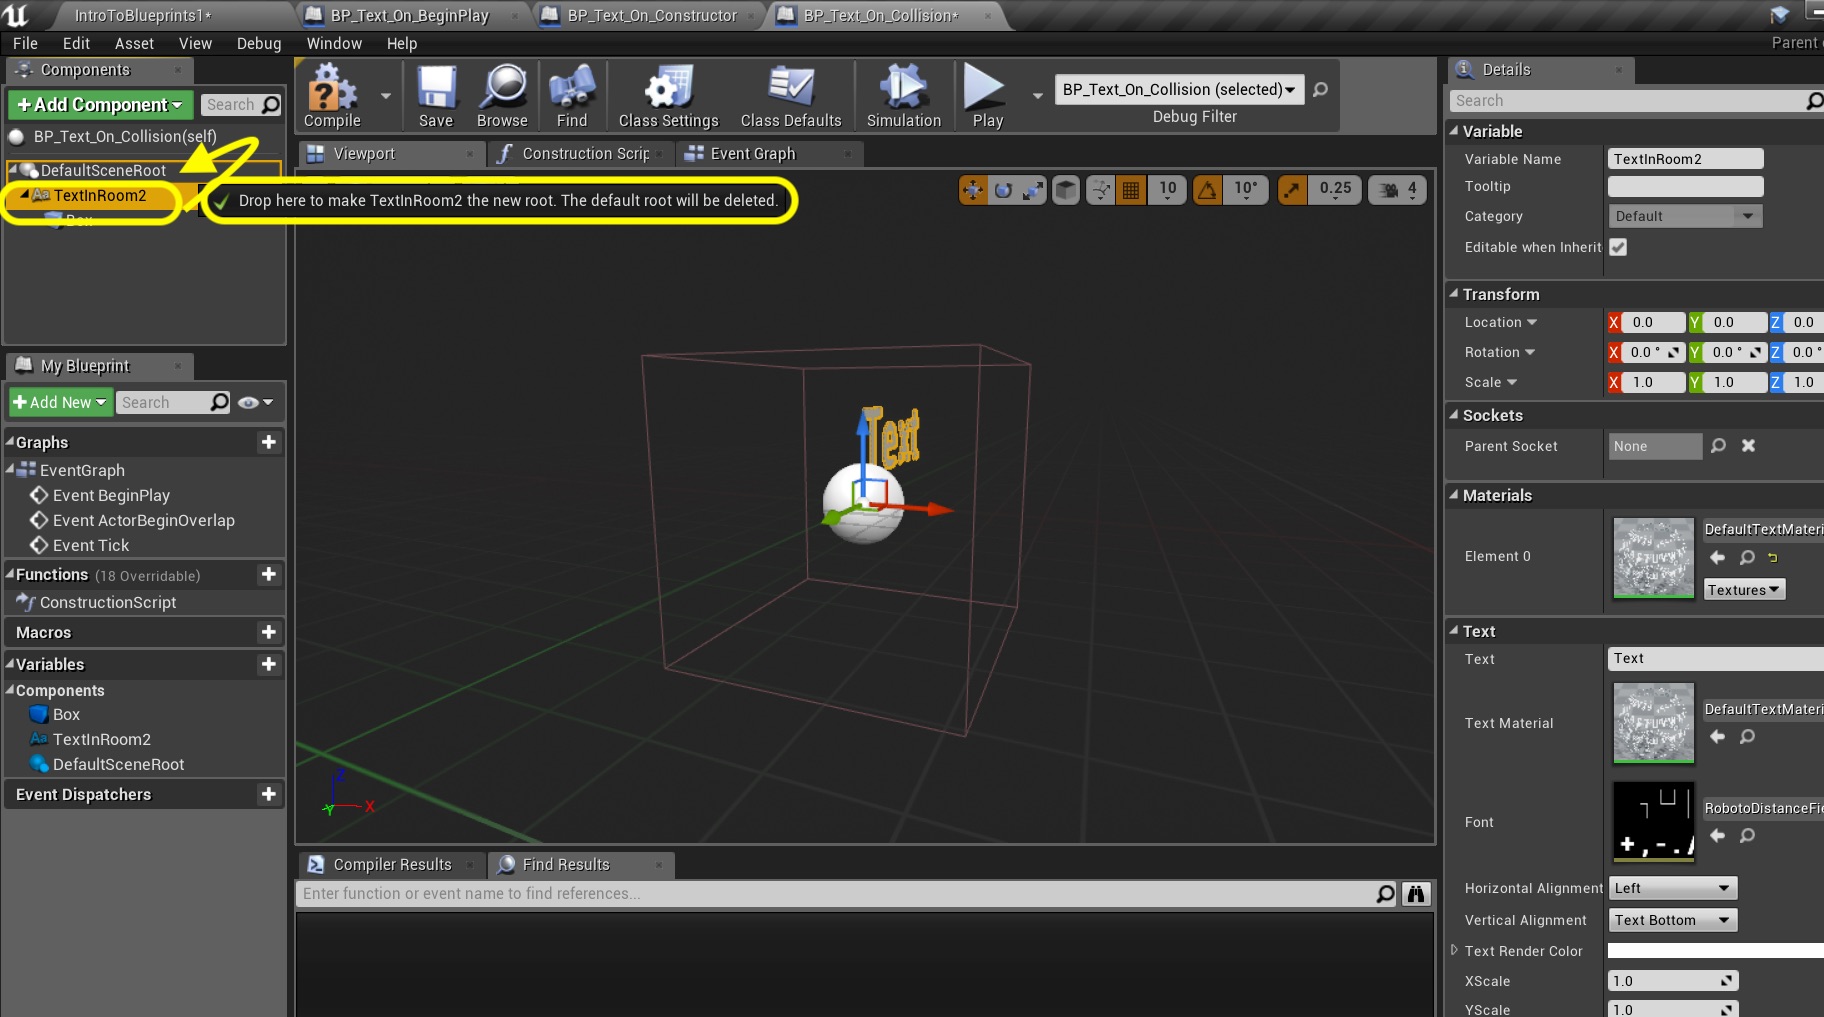 IntroToBlueprints1*
BP_Text_On_BeginPlay
BP_Text_On_Constructor
BP_Text_On_Collision*
File Edit Asset View Debug Window Help
Parent
Components
+Add Component
Search
BP_Text_On_Collision(self)
DefaultSceneRoot
TextInRoom2
Box
Drop here to make TextInRoom2 the new root. The default root will be deleted.
Compile
Save
Browse
Find
Class Settings
Class Defaults
Simulation
Play
BP_Text_On_Collision (selected)
Debug Filter
Viewport
Construction Scrip
Event Graph
10
10°
0.25
4
Text
Z
X
Y
My Blueprint
+Add New
Search
Graphs
EventGraph
Event BeginPlay
Event ActorBeginOverlap
Event Tick
Functions (18 Overridable)
ConstructionScript
Macros
Variables
Components
Box
TextInRoom2
DefaultSceneRoot
Event Dispatchers
Compiler Results
Find Results
Enter function or event name to find references...
Details
Search
Variable
Variable Name TextInRoom2
Tooltip
Category Default
Editable when Inherit
Transform
Location X 0.0 Y 0.0 Z 0.0
Rotation X 0.0 ° Y 0.0 ° Z 0.0 °
Scale X 1.0 Y 1.0 Z 1.0
Sockets
Parent Socket None
Materials
Element 0
DefaultTextMateri
Textures
Text
Text Text
Text Material
DefaultTextMateri
Font
RobotoDistanceFie
Horizontal Alignment Left
Vertical Alignment Text Bottom
Text Render Color
XScale 1.0
YScale 1.0